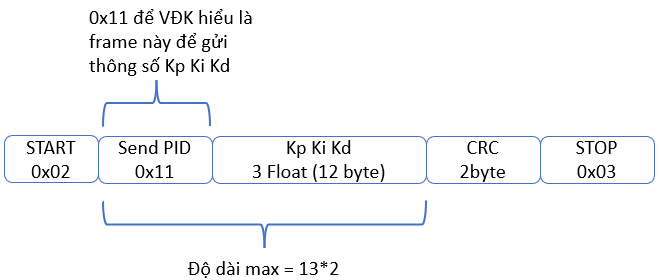 0x11 để VĐK hiểu là
frame này để gửi
thông số Kp Ki Kd
START
0x02
Send PID
0x11
Kp Ki Kd
3 Float (12 byte)
CRC
2byte
STOP
0x03
Độ dài max = 13*2